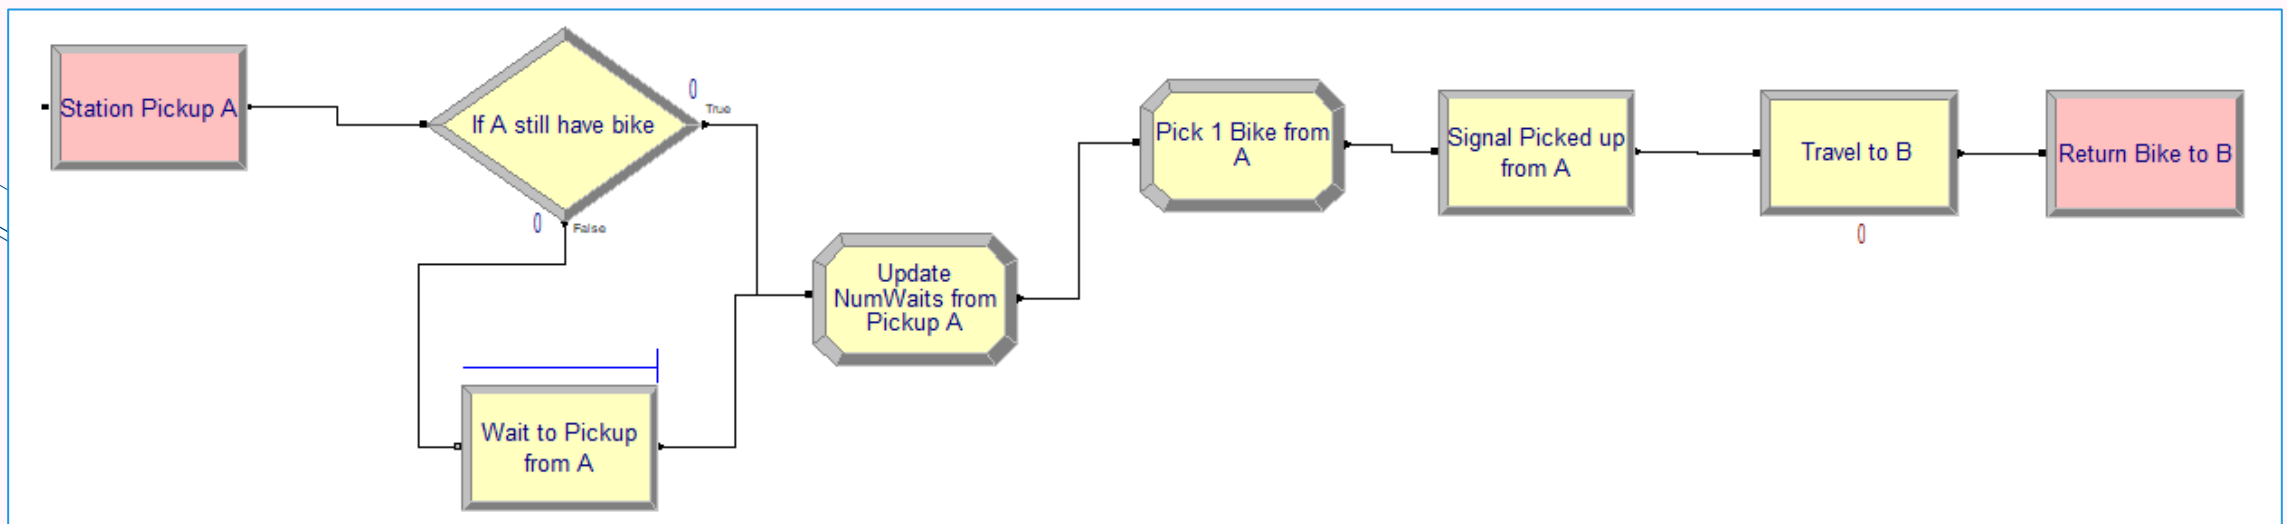 Station Pickup A
If A still have bike
0
True
0
False
Wait to Pickup
from A
Update
NumWaits from
Pickup A
Pick 1 Bike from
A
Signal Picked up
from A
Travel to B
0
Return Bike to B